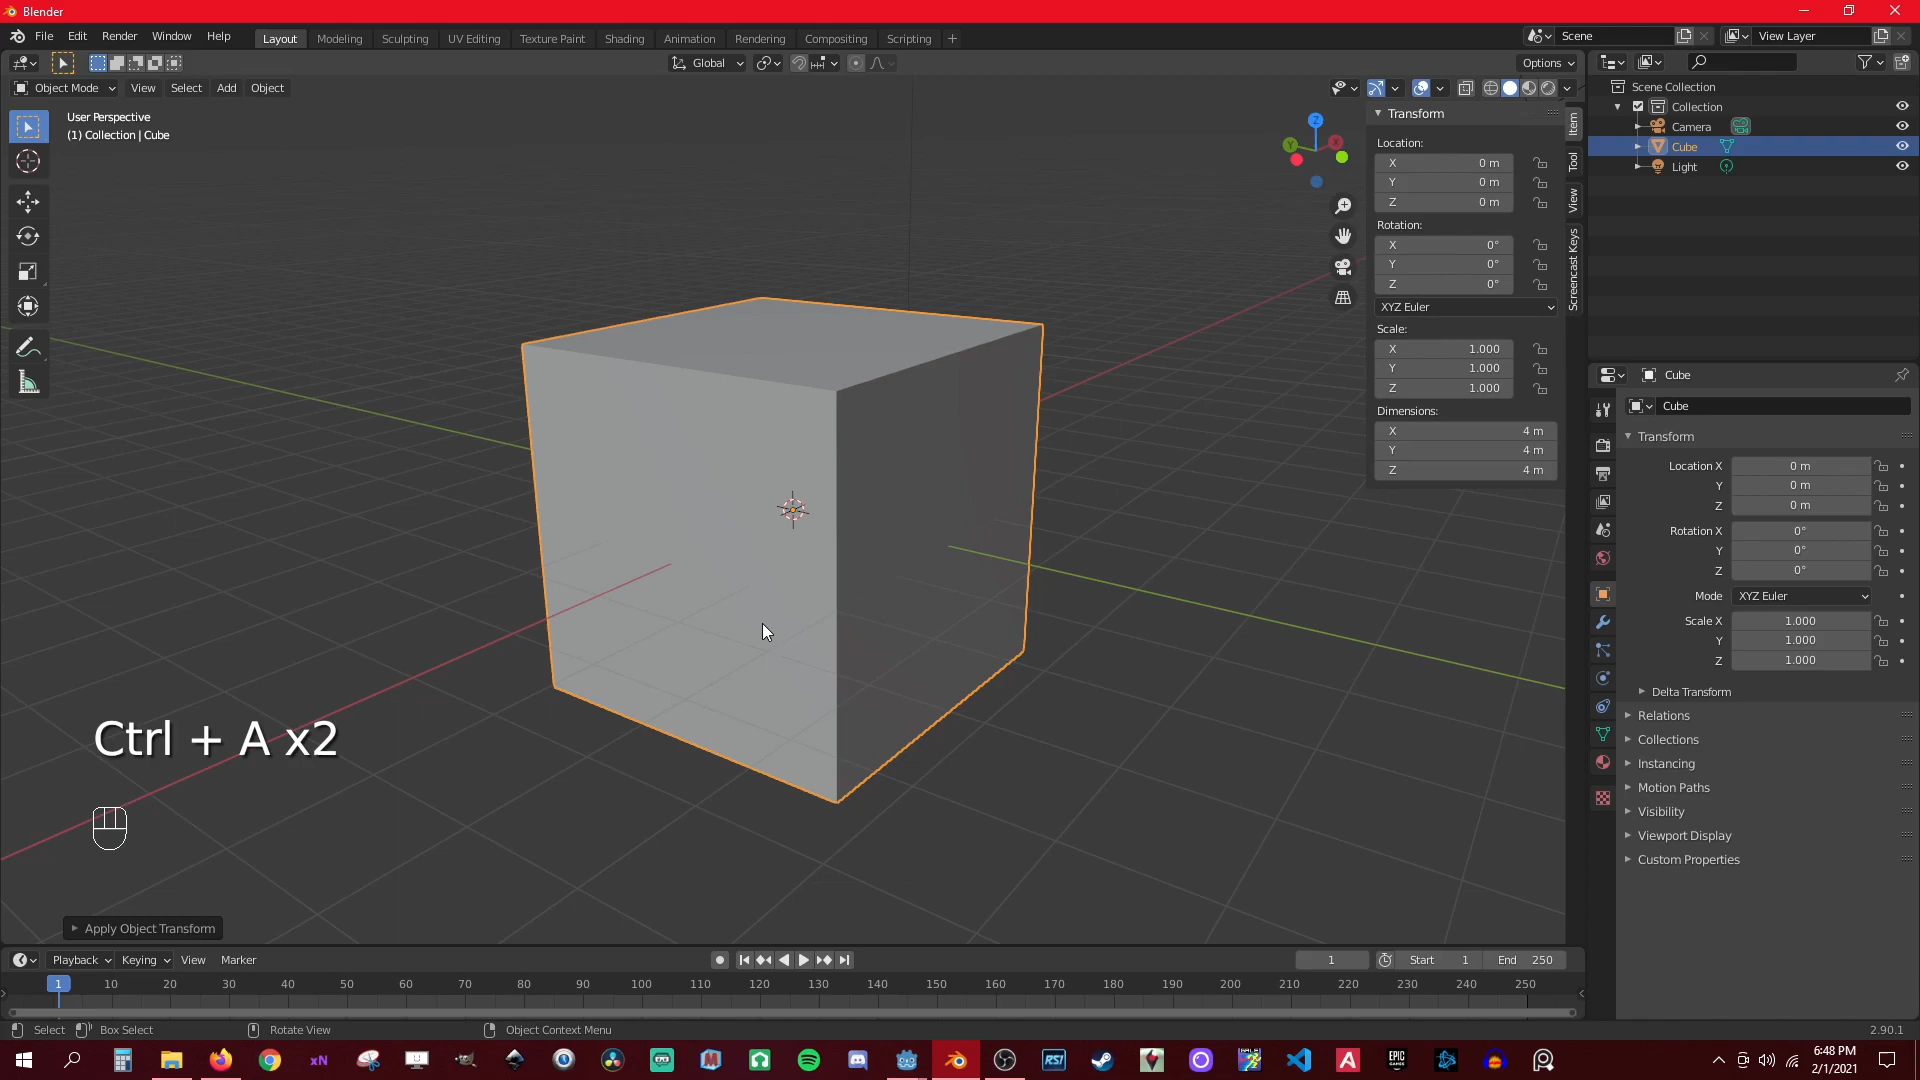 Blender
File Edit Render Window Help
Layout Modeling Sculpting UV Editing Texture Paint Shading Animation Rendering Compositing Scripting
Scene
View Layer
Global
Options
Object Mode View Select Add Object
User Perspective
(1) Collection | Cube
Z
Y
X
Transform
Location:
X 0 m
Y 0 m
Z 0 m
Rotation:
X 0°
Y 0°
Z 0°
XYZ Euler
Scale:
X 1.000
Y 1.000
Z 1.000
Dimensions:
X 4 m
Y 4 m
Z 4 m
Item
Tool
View
Screencast Keys
Scene Collection
Collection
Camera
Cube
Light
Cube
Cube
Transform
Location X 0 m
Y 0 m
Z 0 m
Rotation X 0°
Y 0°
Z 0°
Mode XYZ Euler
Scale X 1.000
Y 1.000
Z 1.000
Delta Transform
Relations
Collections
Instancing
Motion Paths
Visibility
Viewport Display
Custom Properties
Ctrl + A x2
Apply Object Transform
Playback Keying View Marker
1
Start 1
End 250
1 10 20 30 40 50 60 70 80 90 100 110 120 130 140 150 160 170 180 190 200 210 220 230 240 250
Select Box Select Rotate View Object Context Menu
2.90.1
xN
RSI
EPIC GAMES
6:48 PM
2/1/2021